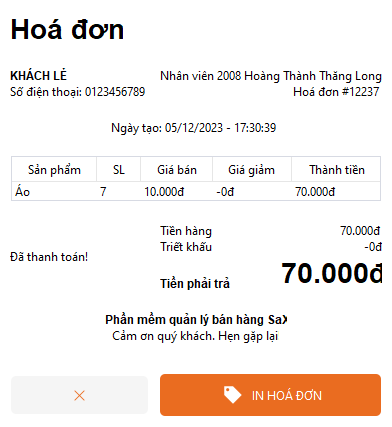 Hoá đơn
KHÁCH LẺ
Số điện thoại: 0123456789
Nhân viên 2008 Hoàng Thành Thăng Long
Hoá đơn #12237
Ngày tạo: 05/12/2023 - 17:30:39
Sản phẩm SL Giá bán Giá giảm Thành tiền
Áo 7 10.000đ -0đ 70.000đ
Tiền hàng 70.000đ
Triết khấu -0đ
Đã thanh toán!
Tiền phải trả 70.000đ
Phần mềm quản lý bán hàng SaX
Cảm ơn quý khách. Hẹn gặp lại
IN HOÁ ĐƠN